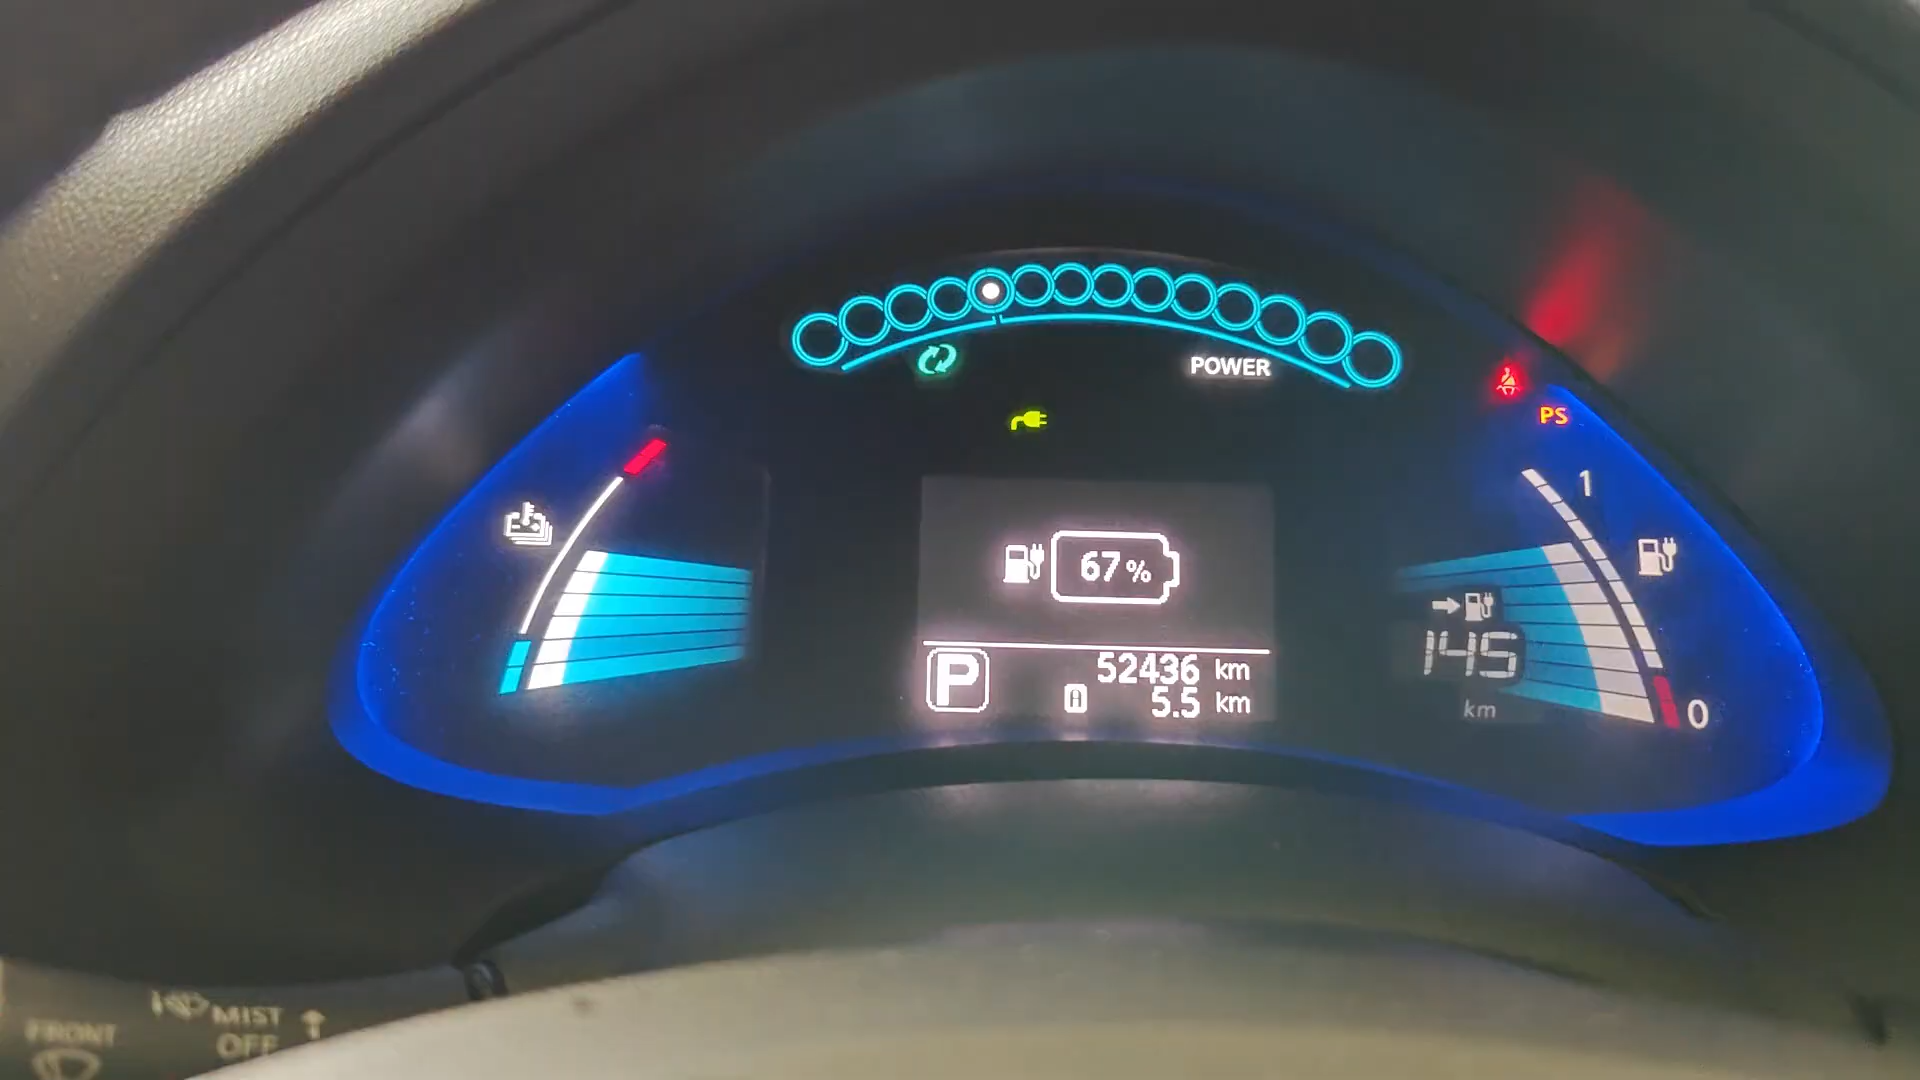 POWER
PS
1
67%
145
km
P
52436 km
A 5.5 km
0
MIST
FRONT
OFF